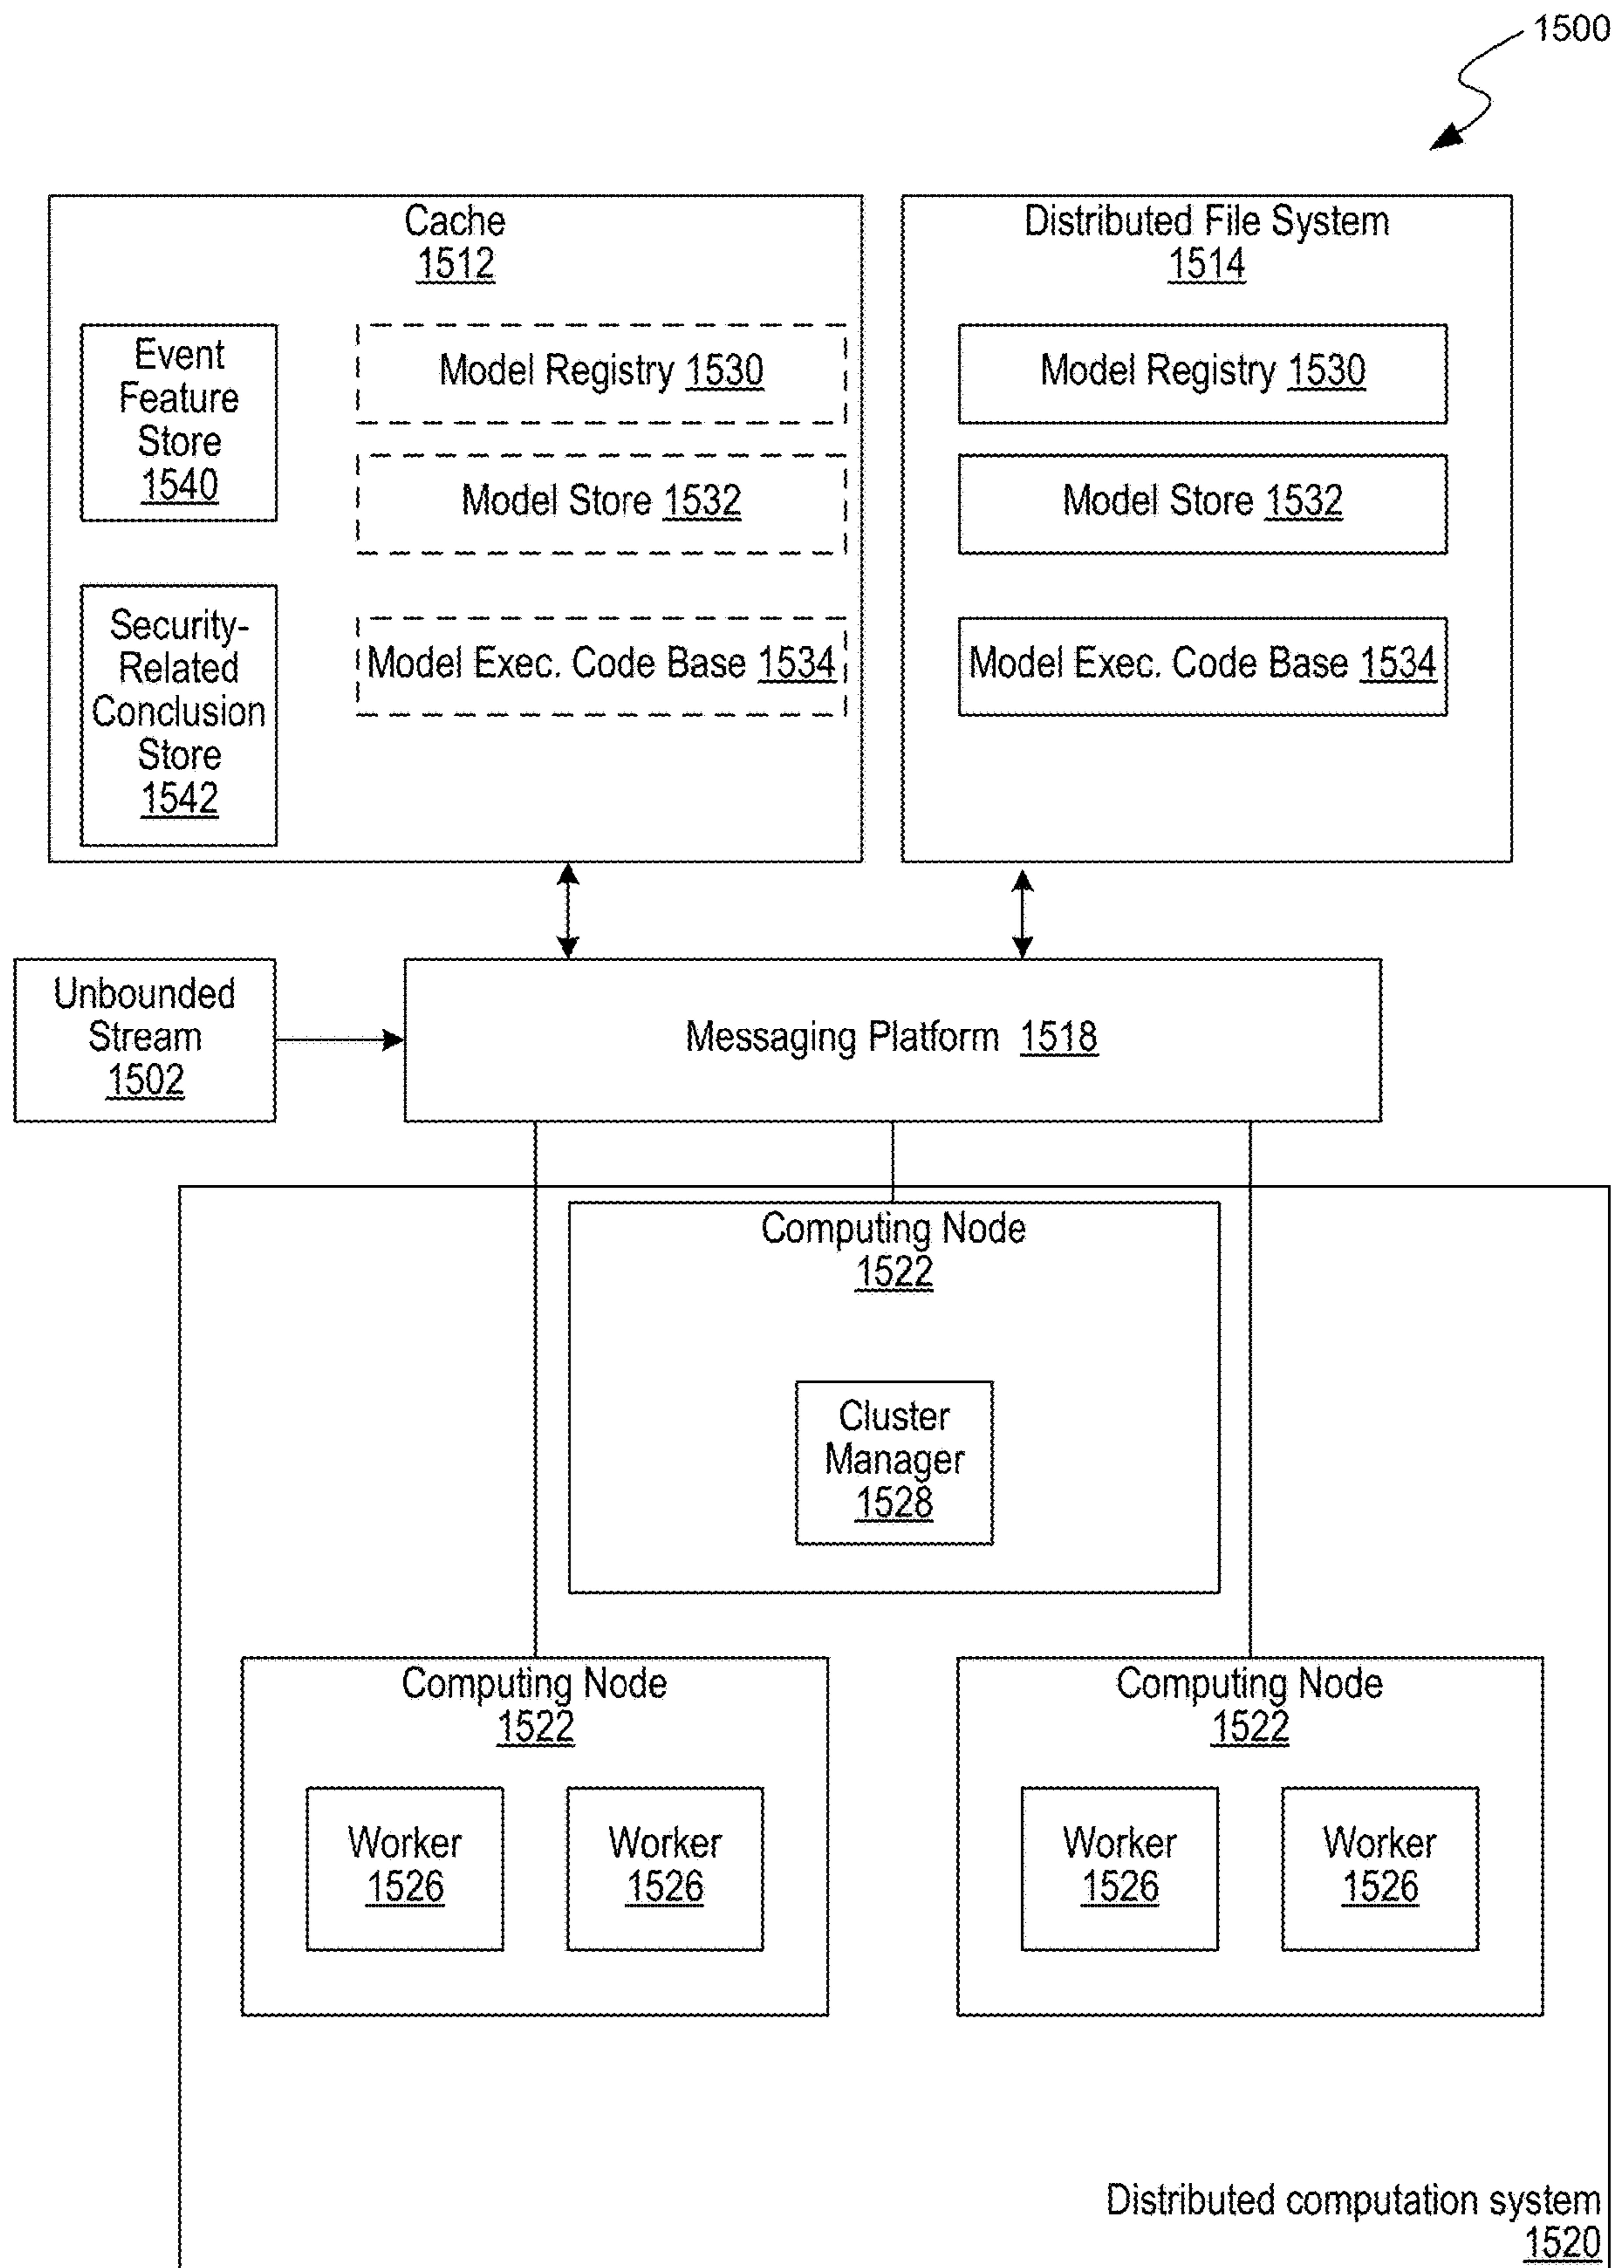 1500
Cache
1512
Event
Feature
Store
1540
Security-
Related
Conclusion
Store
1542
Model Registry 1530
Model Store 1532
Model Exec. Code Base 1534
Distributed File System
1514
Model Registry 1530
Model Store 1532
Model Exec. Code Base 1534
Unbounded
Stream
1502
Messaging Platform 1518
Computing Node
1522
Cluster
Manager
1528
Computing Node
1522
Worker
1526
Worker
1526
Computing Node
1522
Worker
1526
Worker
1526
Distributed computation system
1520